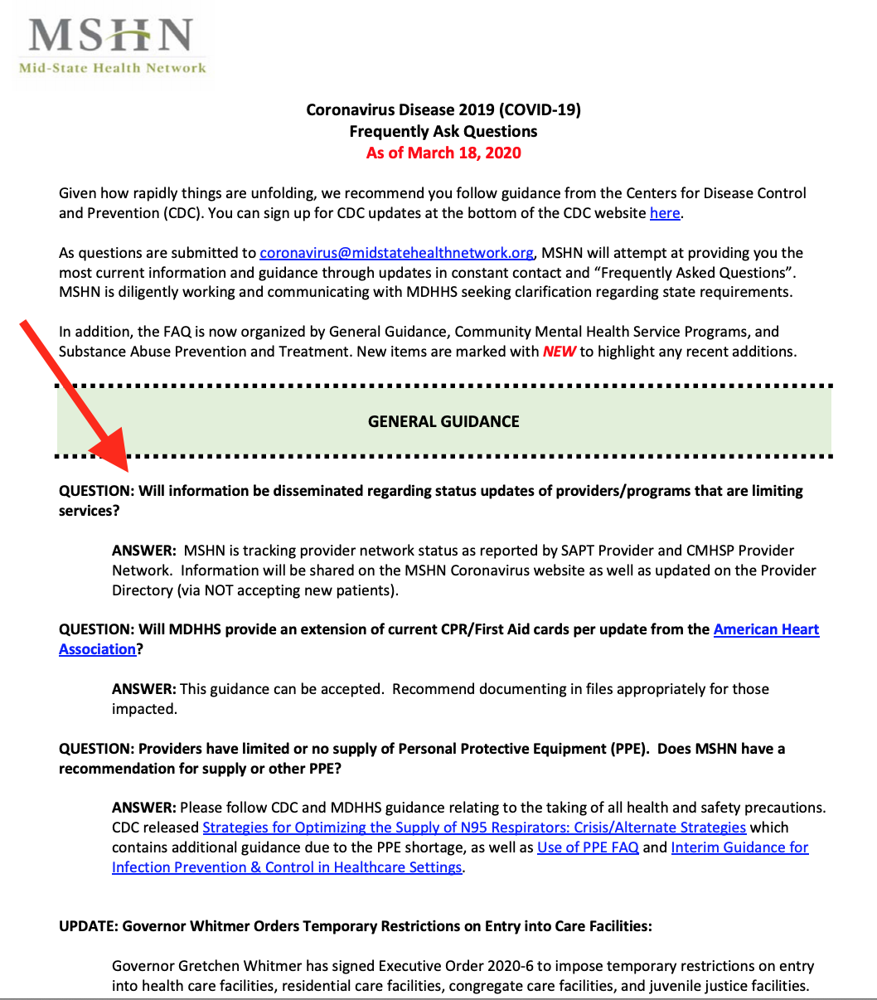 MSHN
Mid-State Health Network
Coronavirus Disease 2019 (COVID-19)
Frequently Ask Questions
As of March 18, 2020
Given how rapidly things are unfolding, we recommend you follow guidance from the Centers for Disease Control
and Prevention (CDC). You can sign up for CDC updates at the bottom of the CDC website here.
As questions are submitted to coronavirus@midstatehealthnetwork.org, MSHN will attempt at providing you the
most current information and guidance through updates in constant contact and “Frequently Asked Questions”.
MSHN is diligently working and communicating with MDHHS seeking clarification regarding state requirements.
In addition, the FAQ is now organized by General Guidance, Community Mental Health Service Programs, and
Substance Abuse Prevention and Treatment. New items are marked with NEW to highlight any recent additions.
GENERAL GUIDANCE
QUESTION: Will information be disseminated regarding status updates of providers/programs that are limiting
services?
ANSWER:  MSHN is tracking provider network status as reported by SAPT Provider and CMHSP Provider
Network.  Information will be shared on the MSHN Coronavirus website as well as updated on the Provider
Directory (via NOT accepting new patients).
QUESTION: Will MDHHS provide an extension of current CPR/First Aid cards per update from the American Heart
Association?
ANSWER: This guidance can be accepted.  Recommend documenting in files appropriately for those
impacted.
QUESTION: Providers have limited or no supply of Personal Protective Equipment (PPE).  Does MSHN have a
recommendation for supply or other PPE?
ANSWER: Please follow CDC and MDHHS guidance relating to the taking of all health and safety precautions.
CDC released Strategies for Optimizing the Supply of N95 Respirators: Crisis/Alternate Strategies which
contains additional guidance due to the PPE shortage, as well as Use of PPE FAQ and Interim Guidance for
Infection Prevention & Control in Healthcare Settings.
UPDATE: Governor Whitmer Orders Temporary Restrictions on Entry into Care Facilities:
Governor Gretchen Whitmer has signed Executive Order 2020-6 to impose temporary restrictions on entry
into health care facilities, residential care facilities, congregate care facilities, and juvenile justice facilities.